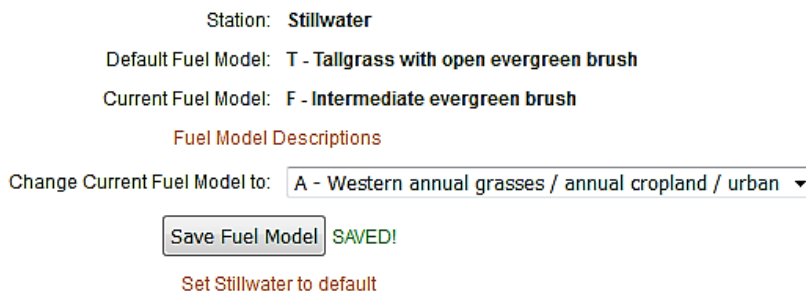 Station: Stillwater
Default Fuel Model: T - Tallgrass with open evergreen brush
Current Fuel Model: F - Intermediate evergreen brush
Fuel Model Descriptions
Change Current Fuel Model to: A - Western annual grasses / annual cropland / urban
Save Fuel Model SAVED!
Set Stillwater to default